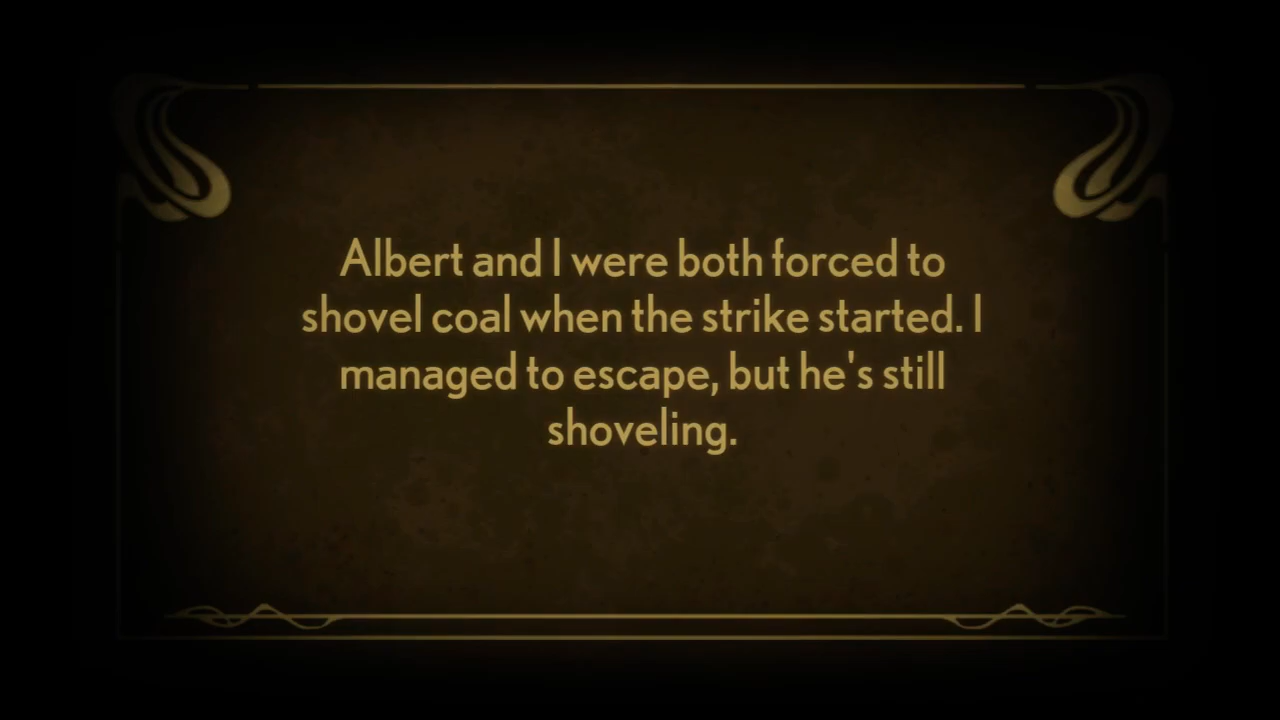 Albert and I were both forced to
shovel coal when the strike started. I
managed to escape, but he's still
shoveling.